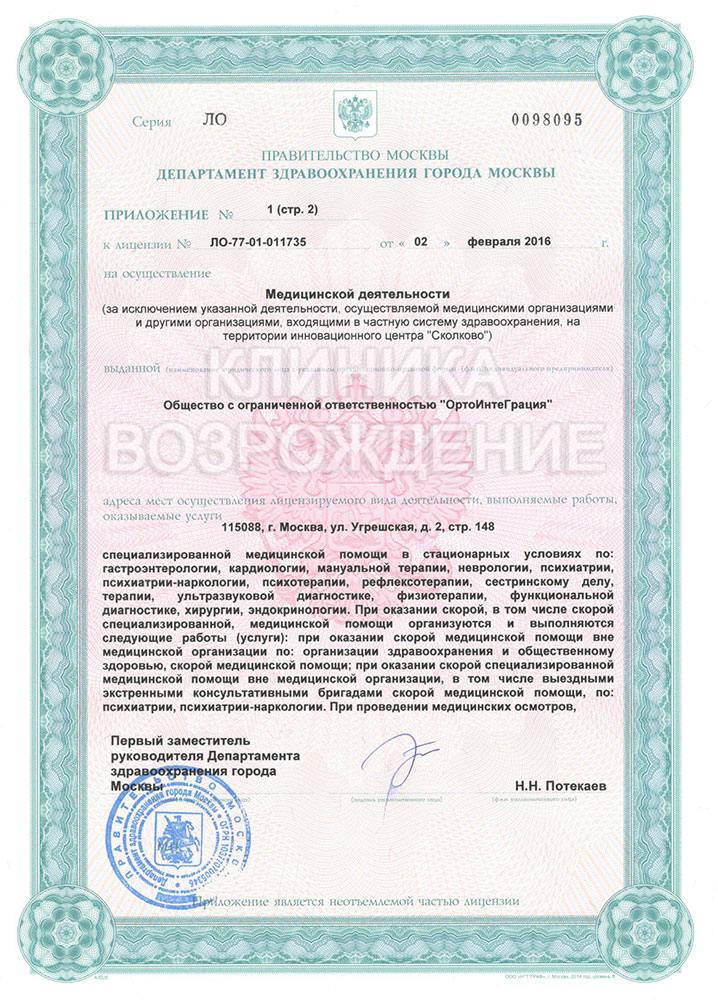 Серия ЛО 0098095
ПРАВИТЕЛЬСТВО МОСКВЫ
ДЕПАРТАМЕНТ ЗДРАВООХРАНЕНИЯ ГОРОДА МОСКВЫ
ПРИЛОЖЕНИЕ № 1 (стр. 2)
к лицензии № ЛО-77-01-011735 от « 02 » февраля 2016 г.
на осуществление
Медицинской деятельности
(за исключением указанной деятельности, осуществляемой медицинскими организациями
и другими организациями, входящими в частную систему здравоохранения, на
территории инновационного центра "Сколково")
выданной (наименование юридического лица с указанием организационно-правовой формы (ф.и.о. индивидуального предпринимателя)
КЛИНИКА
Общество с ограниченной ответственностью "ОртоИнтеГрация"
ВОЗРОЖДЕНИЕ
адреса мест осуществления лицензируемого вида деятельности, выполняемые работы,
оказываемые услуги
115088, г. Москва, ул. Угрешская, д. 2, стр. 148
специализированной медицинской помощи в стационарных условиях по:
гастроэнтерологии, кардиологии, мануальной терапии, неврологии, психиатрии,
психиатрии-наркологии, психотерапии, рефлексотерапии, сестринскому делу,
терапии, ультразвуковой диагностике, физиотерапии, функциональной
диагностике, хирургии, эндокринологии. При оказании скорой, в том числе скорой
специализированной, медицинской помощи организуются и выполняются
следующие работы (услуги): при оказании скорой медицинской помощи вне
медицинской организации по: организации здравоохранения и общественному
здоровью, скорой медицинской помощи; при оказании скорой специализированной
медицинской помощи вне медицинской организации, в том числе выездными
экстренными консультативными бригадами скорой медицинской помощи, по:
психиатрии, психиатрии-наркологии. При проведении медицинских осмотров,
Первый заместитель
руководителя Департамента
здравоохранения города
Москвы Н.Н. Потекаев
(подпись уполномоченного лица) (ф.и.о. уполномоченного лица)
ПРАВИТЕЛЬСТВО МОСКВЫ
Департамент здравоохранения города Москвы
Приложение является неотъемлемой частью лицензии